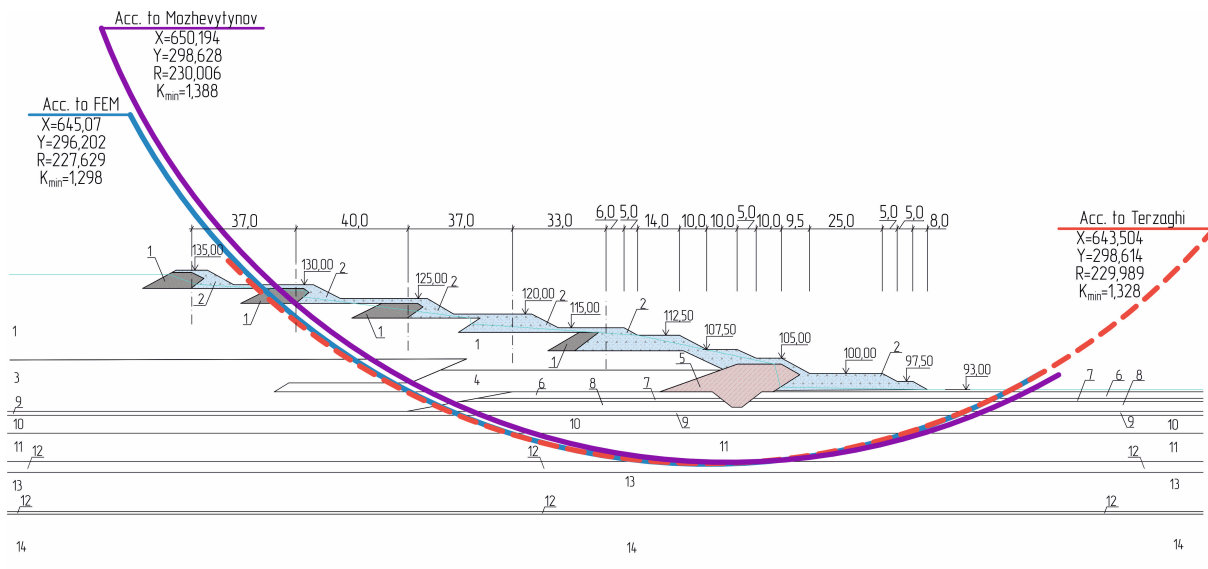 Acc. to Mozhevytynov
X=650,194
Y=298,628
R=230,006
Kmin=1,388
Acc. to FEM
X=645,07
Y=296,202
R=227,629
Kmin=1,298
37,0 40,0 37,0 33,0 6,0 5,0 14,0 10,0 10,0 5,0 10,0 9,5 25,0 5,0 5,0 8,0
Acc. to Terzaghi
X=643,504
Y=298,614
R=229,989
Kmin=1,328
1 135,00
2 1 130,00 2
1 125,00 2
120,00 2
115,00 2
1 1 112,50
107,50
5 105,00
100,00 2
97,50
93,00
1
3 4 6 8 7 7 6 8
9 9 9
10 10 10
11 11 11
12 12 12
13 13 13
12 12 12
14 14 14